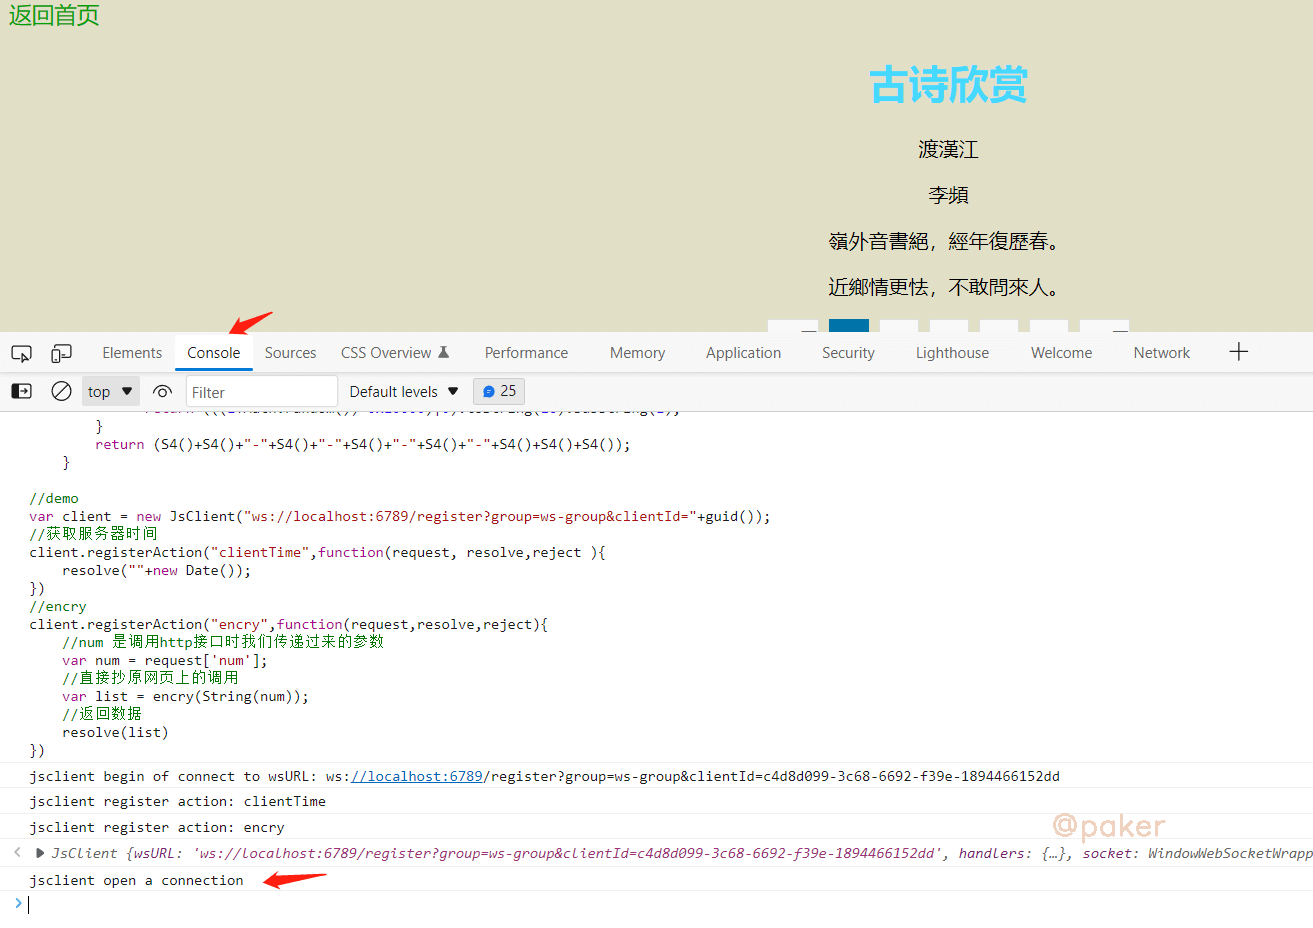 返回首页
古诗欣赏
渡漢江
李頻
嶺外音書絕，經年復歷春。
近鄉情更怯，不敢問來人。
Elements Console Sources CSS Overview Performance Memory Application Security Lighthouse Welcome Network
top Filter Default levels 25
}
return (S4()+S4()+"-"+S4()+"-"+S4()+"-"+S4()+"-"+S4()+S4()+S4());
}
//demo
var client = new JsClient("ws://localhost:6789/register?group=ws-group&clientId="+guid());
//获取服务器时间
client.registerAction("clientTime",function(request, resolve,reject ){
resolve(""+new Date());
})
//encry
client.registerAction("encry",function(request,resolve,reject){
//num 是调用http接口时我们传递过来的参数
var num = request['num'];
//直接抄原网页上的调用
var list = encry(String(num));
//返回数据
resolve(list)
})
jsclient begin of connect to wsURL: ws://localhost:6789/register?group=ws-group&clientId=c4d8d099-3c68-6692-f39e-1894466152dd
jsclient register action: clientTime
jsclient register action: encry
@paker
JsClient {wsURL: 'ws://localhost:6789/register?group=ws-group&clientId=c4d8d099-3c68-6692-f39e-1894466152dd', handlers: {…}, socket: WindowWebSocketWrapp
jsclient open a connection